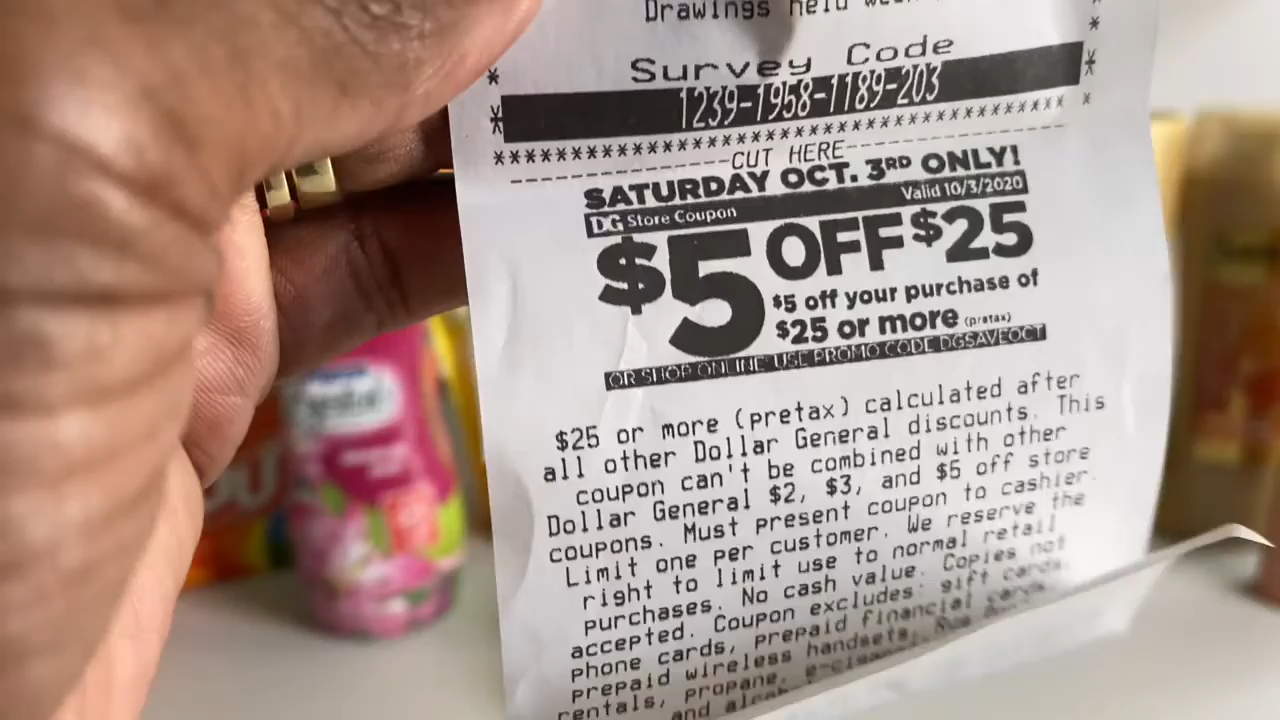 Drawings held
Survey Code
1239-1958-1189-203
CUT HERE
SATURDAY OCT. 3RD ONLY!
DG Store Coupon Valid 10/3/2020
$5 OFF $25
$5 off your purchase of
$25 or more (pretax)
OR SHOP ONLINE USE PROMO CODE DGSAVEOCT
$25 or more (pretax) calculated after
all other Dollar General discounts. This
coupon can't be combined with other
Dollar General $2, $3, and $5 off store
coupons. Must present coupon to cashier.
Limit one per customer. We reserve the
right to limit use to normal retail
purchases. No cash value. Copies not
accepted. Coupon excludes: gift cards,
phone cards, prepaid financial cards,
prepaid wireless handsets, Rug
rentals, propane,
and